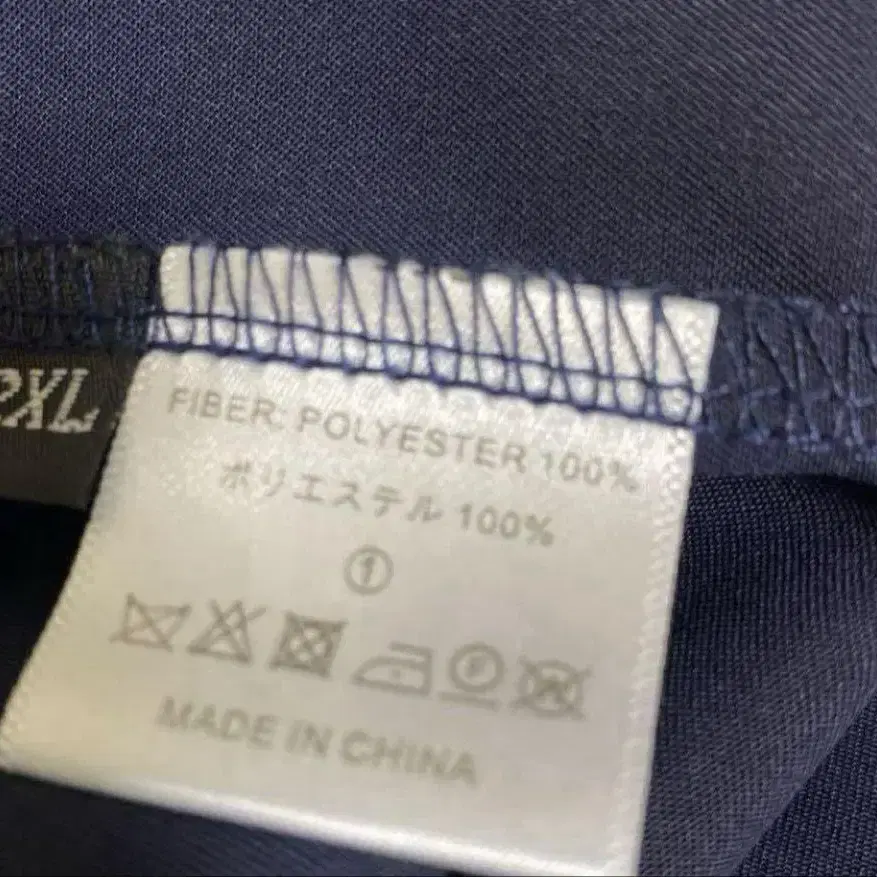 2XL
FIBER: POLYESTER 100%
ポリエステル 100%
①
F W
MADE IN CHINA